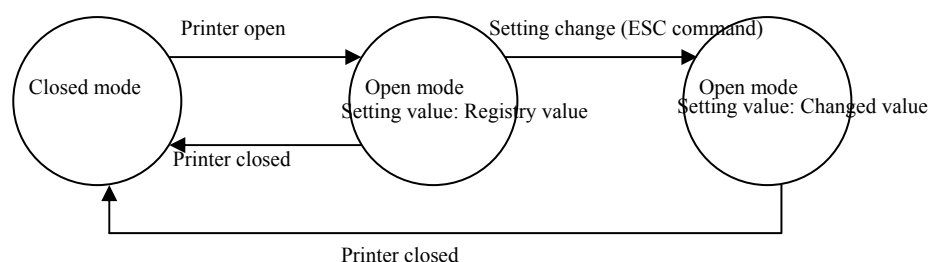 Printer open
Setting change (ESC command)
Closed mode
Open mode
Setting value: Registry value
Open mode
Setting value: Changed value
Printer closed
Printer closed